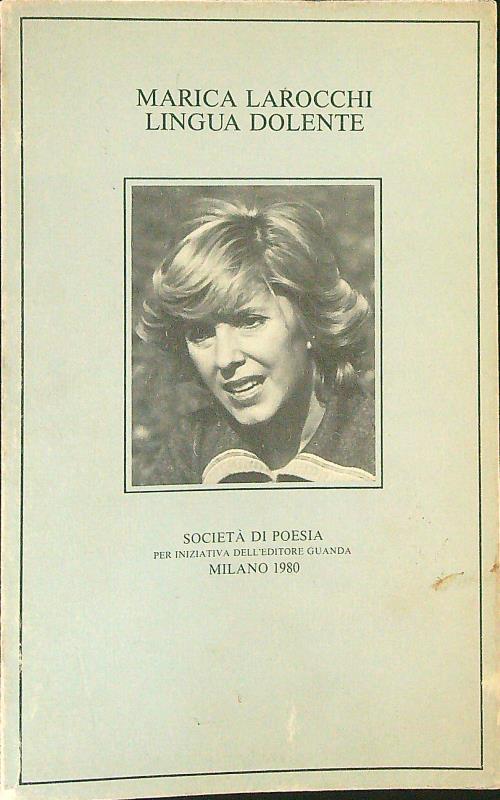 MARICA LAROCCHI
LINGUA DOLENTE
SOCIETÀ DI POESIA
PER INIZIATIVA DELL'EDITORE GUANDA
MILANO 1980